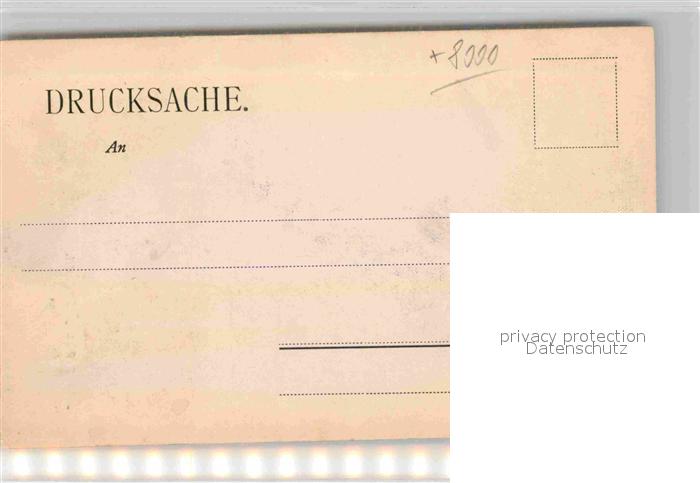 + 8000
DRUCKSACHE.
An
privacy protection
Datenschutz